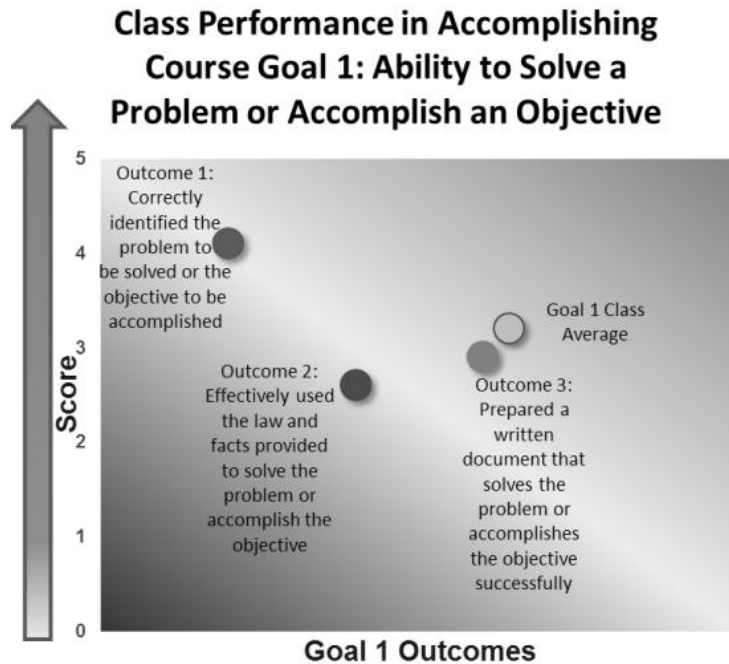 Class Performance in Accomplishing
Course Goal 1: Ability to Solve a
Problem or Accomplish an Objective
5
4
3
2
1
0
Score
Outcome 1:
Correctly
identified the
problem to
be solved or the
objective to be
accomplished
Outcome 2:
Effectively used
the law and
facts provided
to solve the
problem or
accomplish the
objective
Goal 1 Class
Average
Outcome 3:
Prepared a
written
document that
solves the
problem or
accomplishes
the objective
successfully
Goal 1 Outcomes